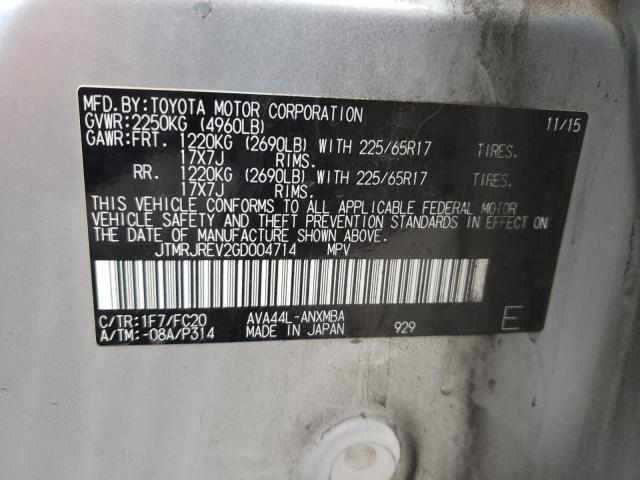 MFD.BY:TOYOTA MOTOR CORPORATION 11/15
GVWR:2250KG (4960LB)
GAWR:FRT. 1220KG (2690LB) WITH 225/65R17 TIRES.
17X7J RIMS.
RR. 1220KG (2690LB) WITH 225/65R17 TIRES.
17X7J RIMS.
THIS VEHICLE CONFORMS TO ALL APPLICABLE FEDERAL MOTOR
VEHICLE SAFETY AND THEFT PREVENTION STANDARDS IN EFFECT ON
THE DATE OF MANUFACTURE SHOWN ABOVE.
JTMRJREV2GD004714 MPV
C/TR:1F7/FC20 AVA44L-ANXMBA
A/TM:-08A/P314 MADE IN JAPAN 929 E